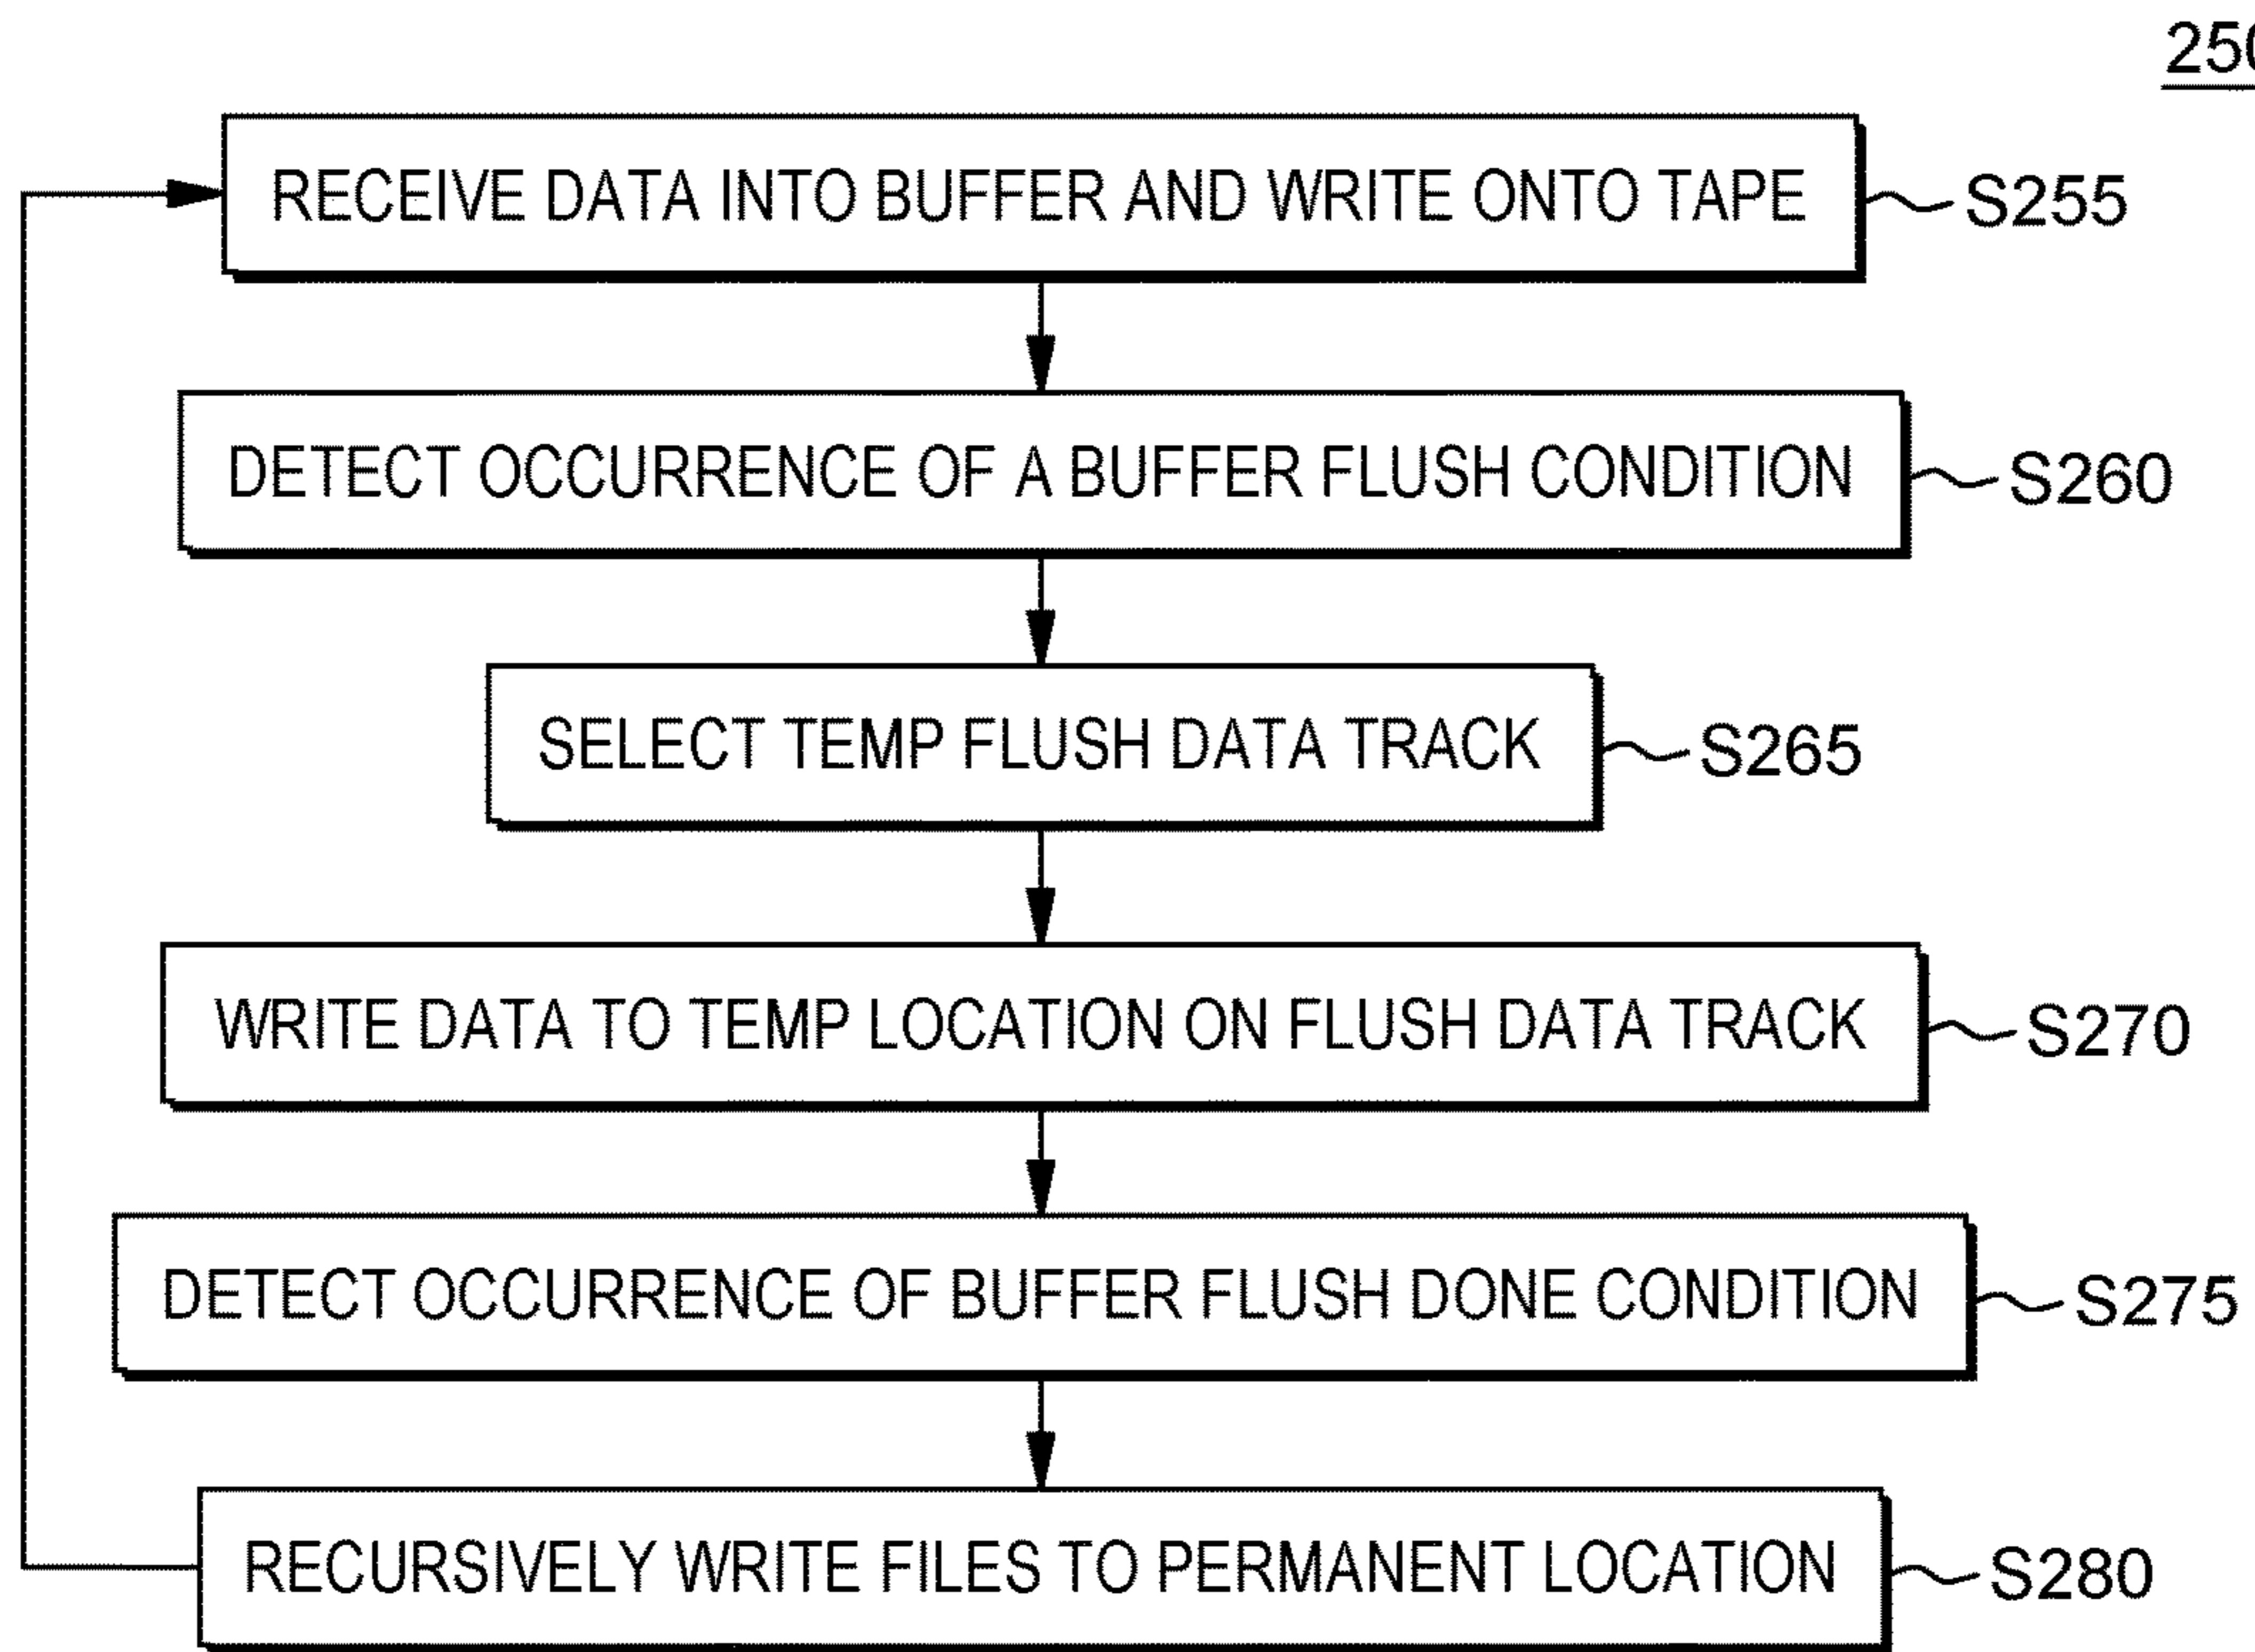 250
RECEIVE DATA INTO BUFFER AND WRITE ONTO TAPE S255
DETECT OCCURRENCE OF A BUFFER FLUSH CONDITION S260
SELECT TEMP FLUSH DATA TRACK S265
WRITE DATA TO TEMP LOCATION ON FLUSH DATA TRACK S270
DETECT OCCURRENCE OF BUFFER FLUSH DONE CONDITION S275
RECURSIVELY WRITE FILES TO PERMANENT LOCATION S280